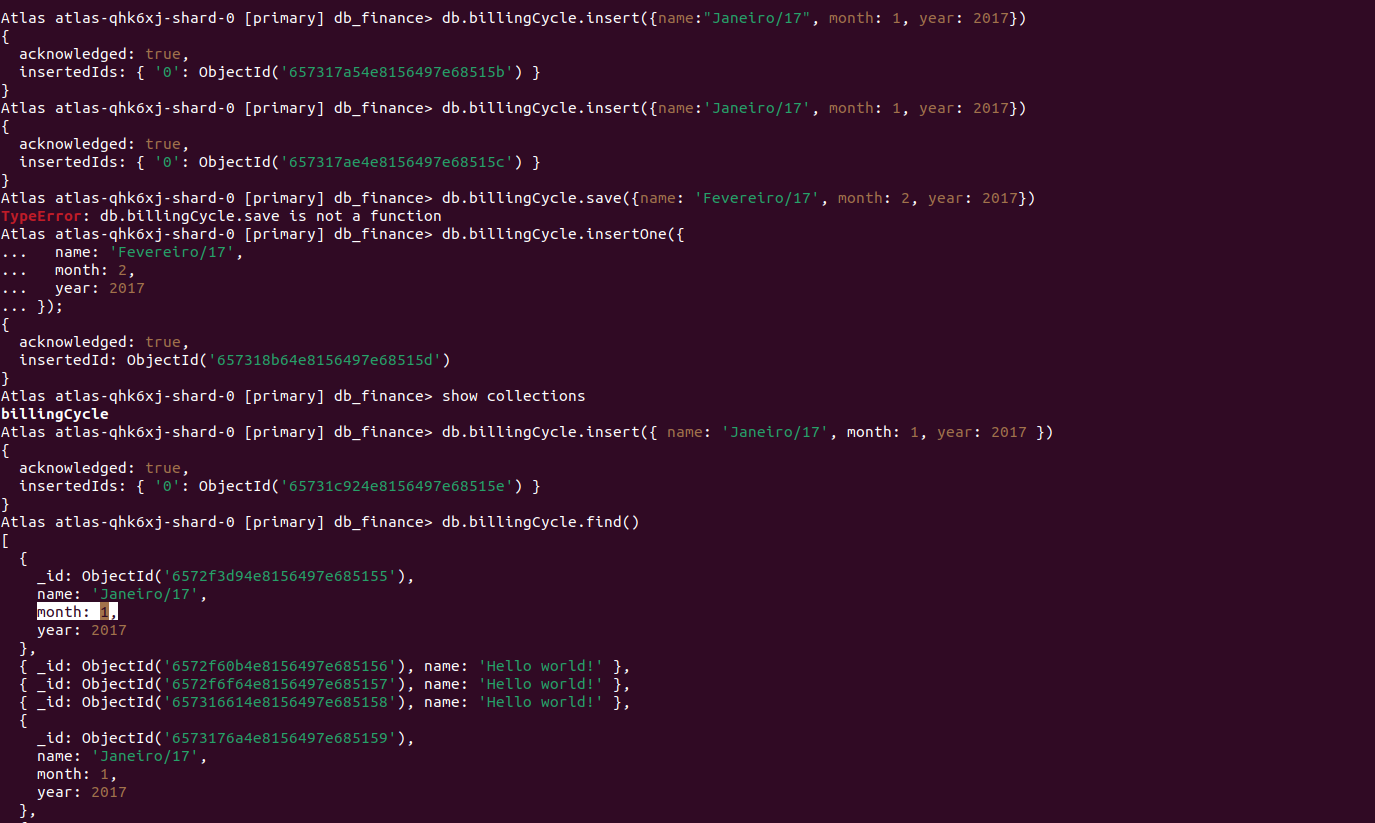 Atlas atlas-qhk6xj-shard-0 [primary] db_finance> db.billingCycle.insert({name:"Janeiro/17", month: 1, year: 2017})
{
  acknowledged: true,
  insertedIds: { '0': ObjectId('657317a54e8156497e68515b') }
}
Atlas atlas-qhk6xj-shard-0 [primary] db_finance> db.billingCycle.insert({name:'Janeiro/17', month: 1, year: 2017})
{
  acknowledged: true,
  insertedIds: { '0': ObjectId('657317ae4e8156497e68515c') }
}
Atlas atlas-qhk6xj-shard-0 [primary] db_finance> db.billingCycle.save({name: 'Fevereiro/17', month: 2, year: 2017})
TypeError: db.billingCycle.save is not a function
Atlas atlas-qhk6xj-shard-0 [primary] db_finance> db.billingCycle.insertOne({
...   name: 'Fevereiro/17',
...   month: 2,
...   year: 2017
... });
{
  acknowledged: true,
  insertedId: ObjectId('657318b64e8156497e68515d')
}
Atlas atlas-qhk6xj-shard-0 [primary] db_finance> show collections
billingCycle
Atlas atlas-qhk6xj-shard-0 [primary] db_finance> db.billingCycle.insert({ name: 'Janeiro/17', month: 1, year: 2017 })
{
  acknowledged: true,
  insertedIds: { '0': ObjectId('65731c924e8156497e68515e') }
}
Atlas atlas-qhk6xj-shard-0 [primary] db_finance> db.billingCycle.find()
[
  {
    _id: ObjectId('6572f3d94e8156497e685155'),
    name: 'Janeiro/17',
    month: 1,
    year: 2017
  },
  { _id: ObjectId('6572f60b4e8156497e685156'), name: 'Hello world!' },
  { _id: ObjectId('6572f6f64e8156497e685157'), name: 'Hello world!' },
  { _id: ObjectId('657316614e8156497e685158'), name: 'Hello world!' },
  {
    _id: ObjectId('6573176a4e8156497e685159'),
    name: 'Janeiro/17',
    month: 1,
    year: 2017
  },